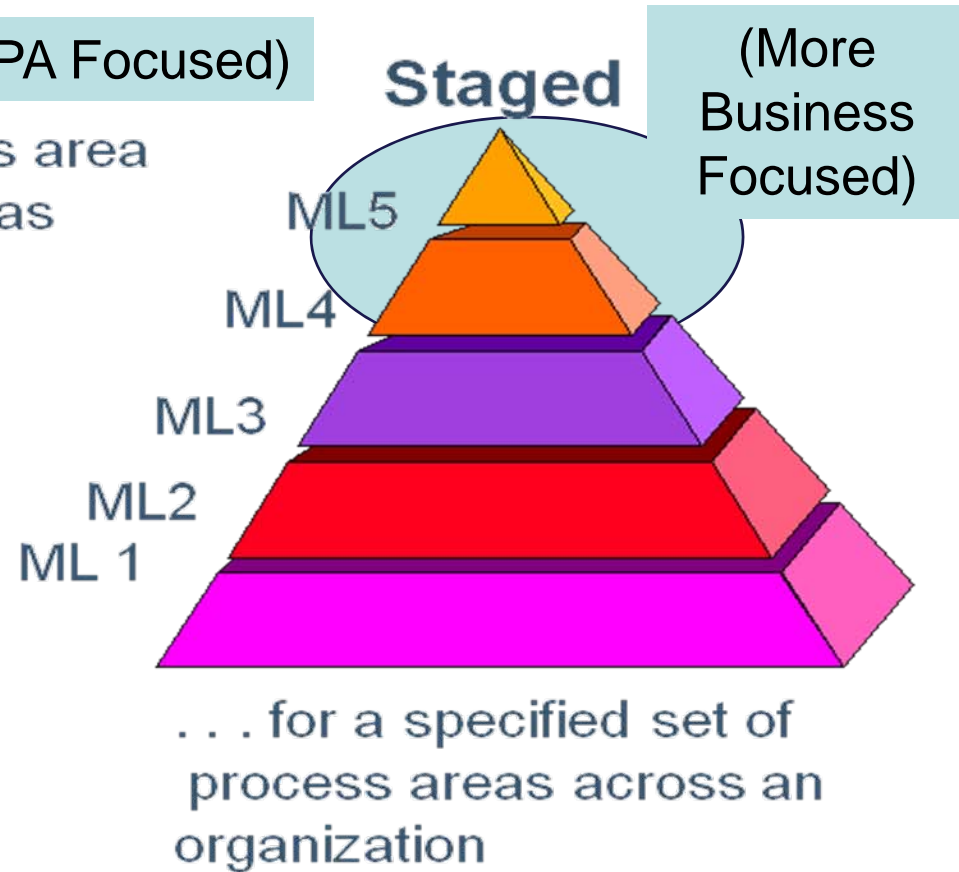 PA Focused)
s area
as
Staged
(More
Business
Focused)
ML5
ML4
ML3
ML2
ML 1
. . . for a specified set of
process areas across an
organization